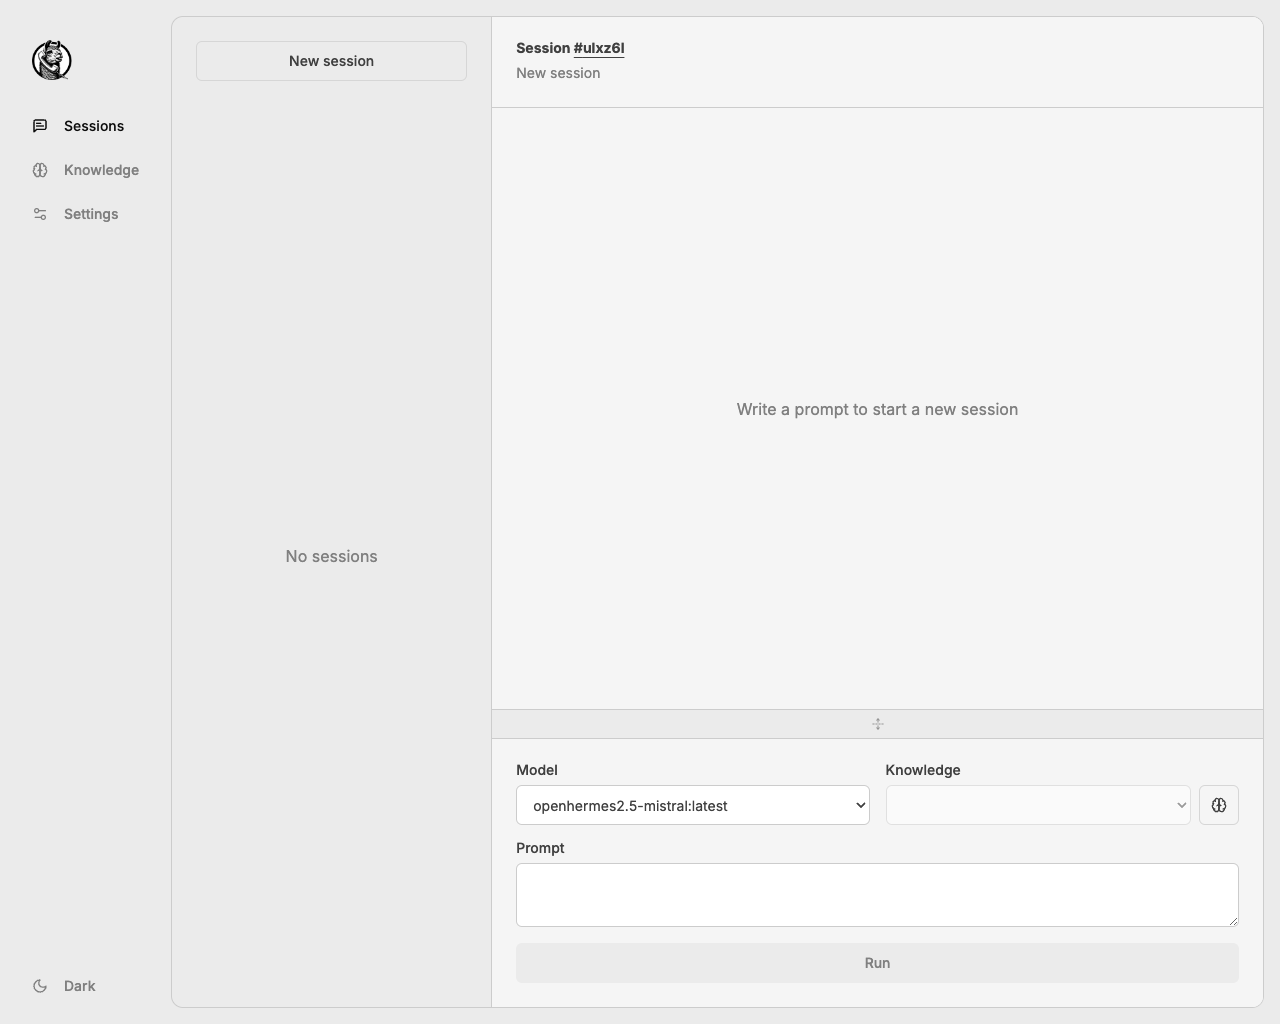 Sessions
Knowledge
Settings
Dark
New session
No sessions
Session #ulxz6l
New session
Write a prompt to start a new session
Model
Knowledge
openhermes2.5-mistral:latest
Prompt
Run